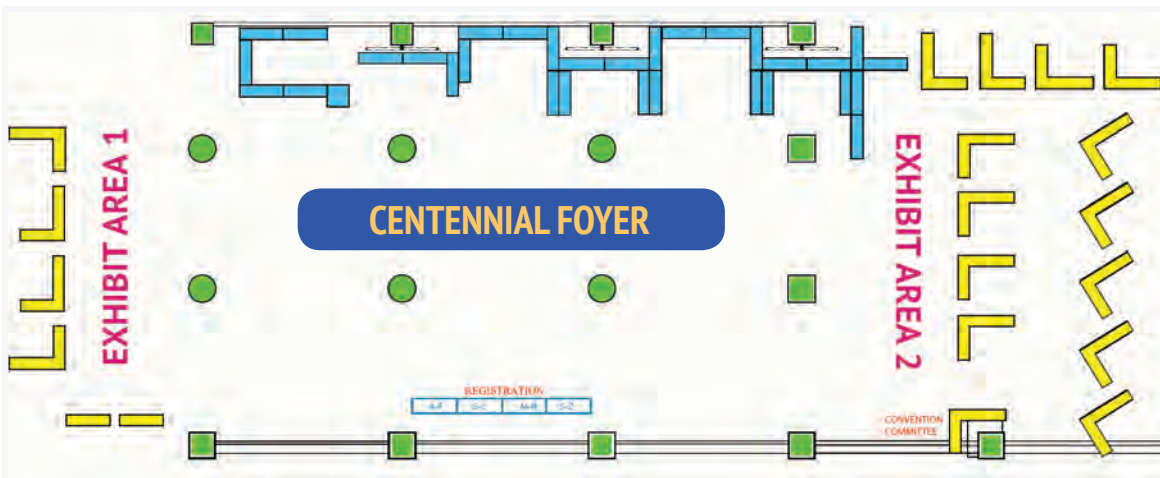 EXHIBIT AREA 1
CENTENNIAL FOYER
EXHIBIT AREA 2
REGISTRATION
A-F
S-Z
CONVENTION
COMMITTEE